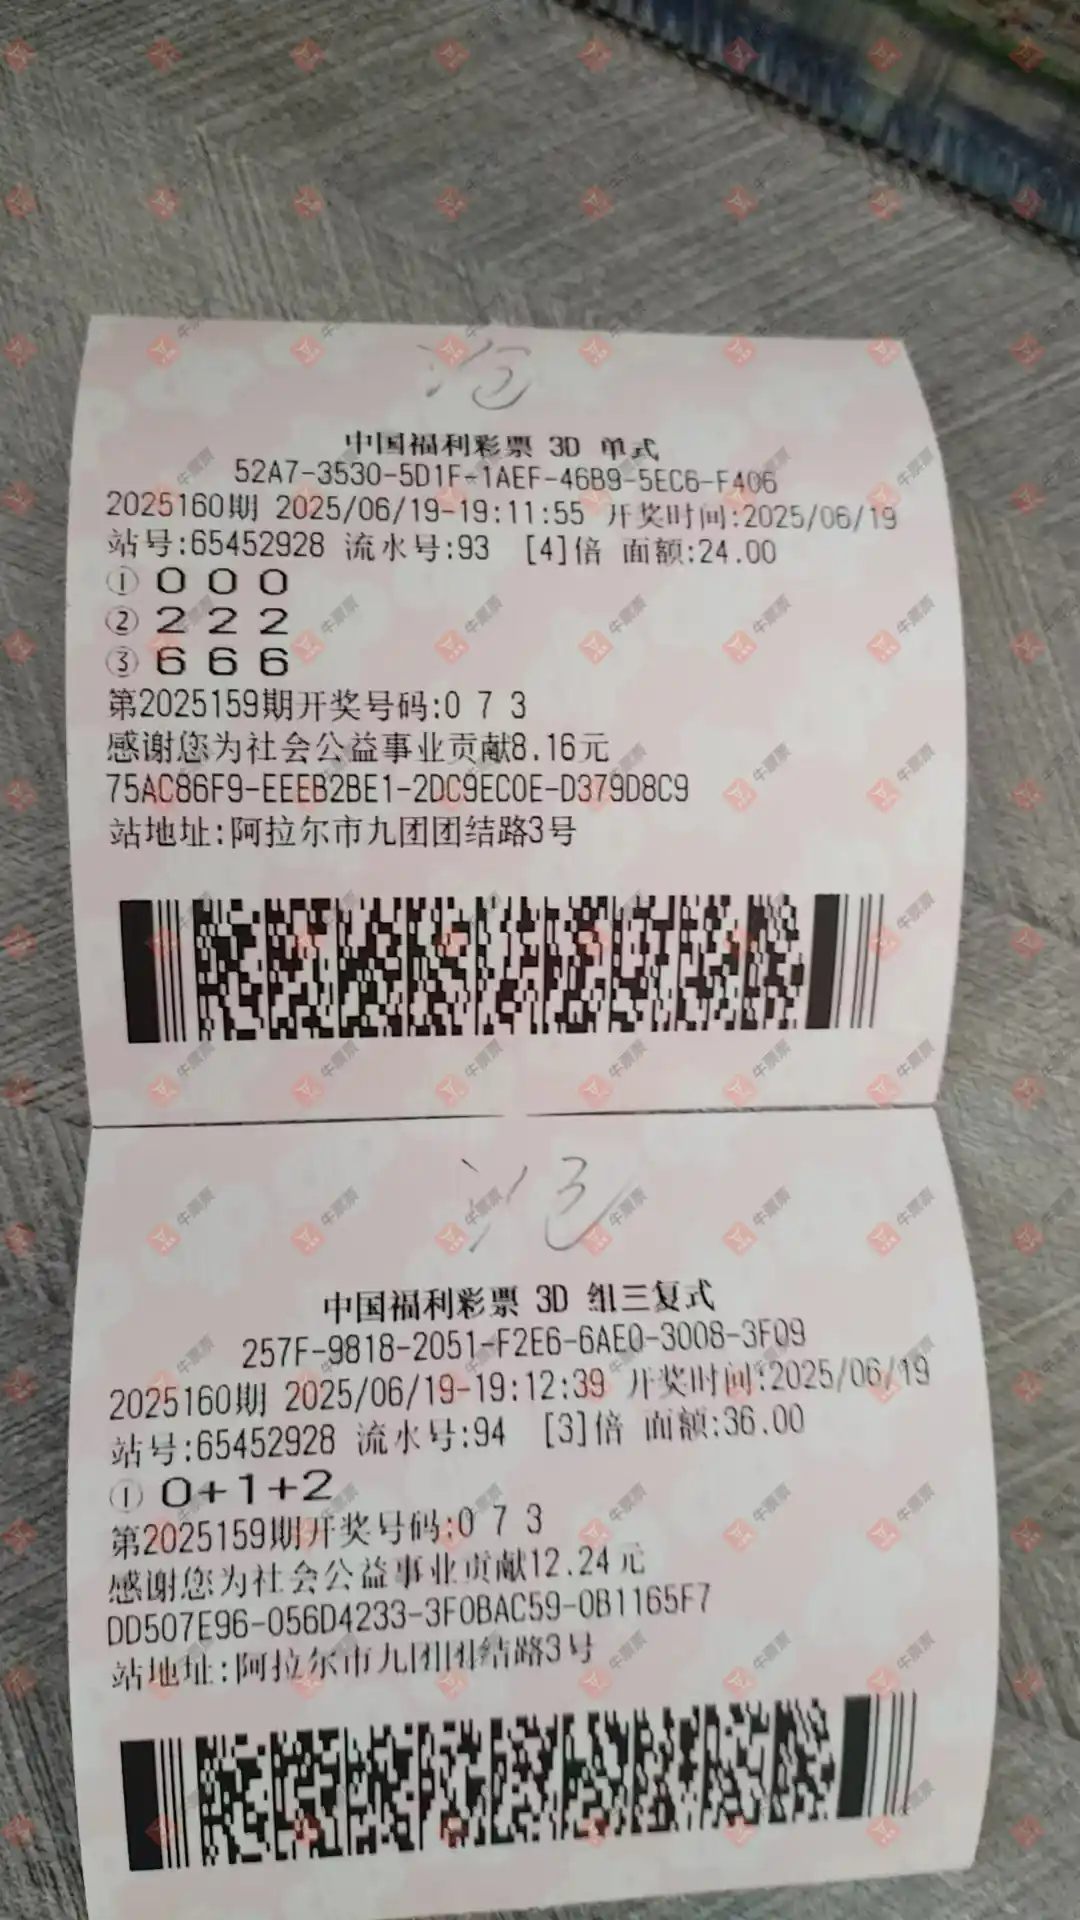 中国福利彩票 3D 单式
52A7-3530-5D1F-1AEF-46B9-5EC6-F406
2025160期 2025/06/19-19:11:55 开奖时间:2025/06/19
站号:65452928 流水号:93 [4]倍 面额:24.00
① 0 0 0
② 2 2 2
③ 6 6 6
第2025159期开奖号码:0 7 3
感谢您为社会公益事业贡献8.16元
75AC86F9-EEEB2BE1-2DC9EC0E-D379D8C9
站地址:阿拉尔市九团团结路3号
中国福利彩票 3D 组三复式
257F-9818-2051-F2E6-6AE0-3008-3F09
2025160期 2025/06/19-19:12:39 开奖时间:2025/06/19
站号:65452928 流水号:94 [3]倍 面额:36.00
① 0+1+2
第2025159期开奖号码:0 7 3
感谢您为社会公益事业贡献12.24元
DD507E96-056D4233-3F0BAC59-0B1165F7
站地址:阿拉尔市九团团结路3号
牛票票